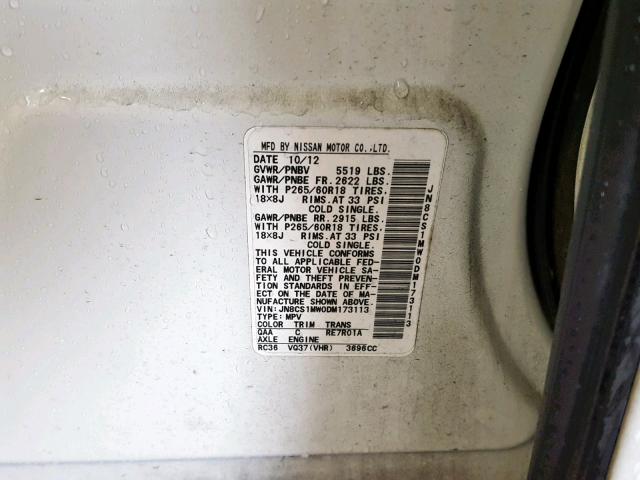 MFD BY NISSAN MOTOR CO.,LTD.
DATE 10/12
GVWR/PNBV 5519 LBS.
GAWR/PNBE FR. 2622 LBS.
WITH P265/60R18 TIRES.
18×8J RIMS.AT 33 PSI
COLD SINGLE.
GAWR/PNBE RR. 2915 LBS.
WITH P265/60R18 TIRES.
18×8J RIMS.AT 33 PSI
COLD SINGLE.
THIS VEHICLE CONFORMS
TO ALL APPLICABLE FED-
ERAL MOTOR VEHICLE SA-
FETY AND THEFT PREVEN-
TION STANDARDS IN EFF-
ECT ON THE DATE OF MA-
NUFACTURE SHOWN ABOVE.
VIN:JN8CS1MW0DM173113
TYPE:MPV
COLOR TRIM TRANS
QAA C RE7R01A
AXLE ENGINE
RC36 VQ37(VHR) 3696CC
JN8CS1MW0DM173113